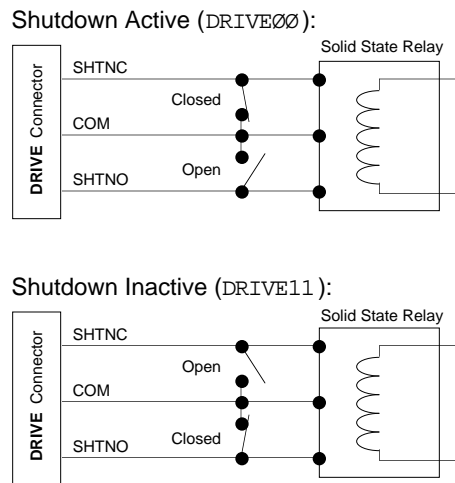 Shutdown Active (DRIVEØØ):
Solid State Relay
SHTNC
Closed
COM
DRIVE Connector
Open
SHTNO
Shutdown Inactive (DRIVE11):
Solid State Relay
SHTNC
Open
COM
DRIVE Connector
Closed
SHTNO